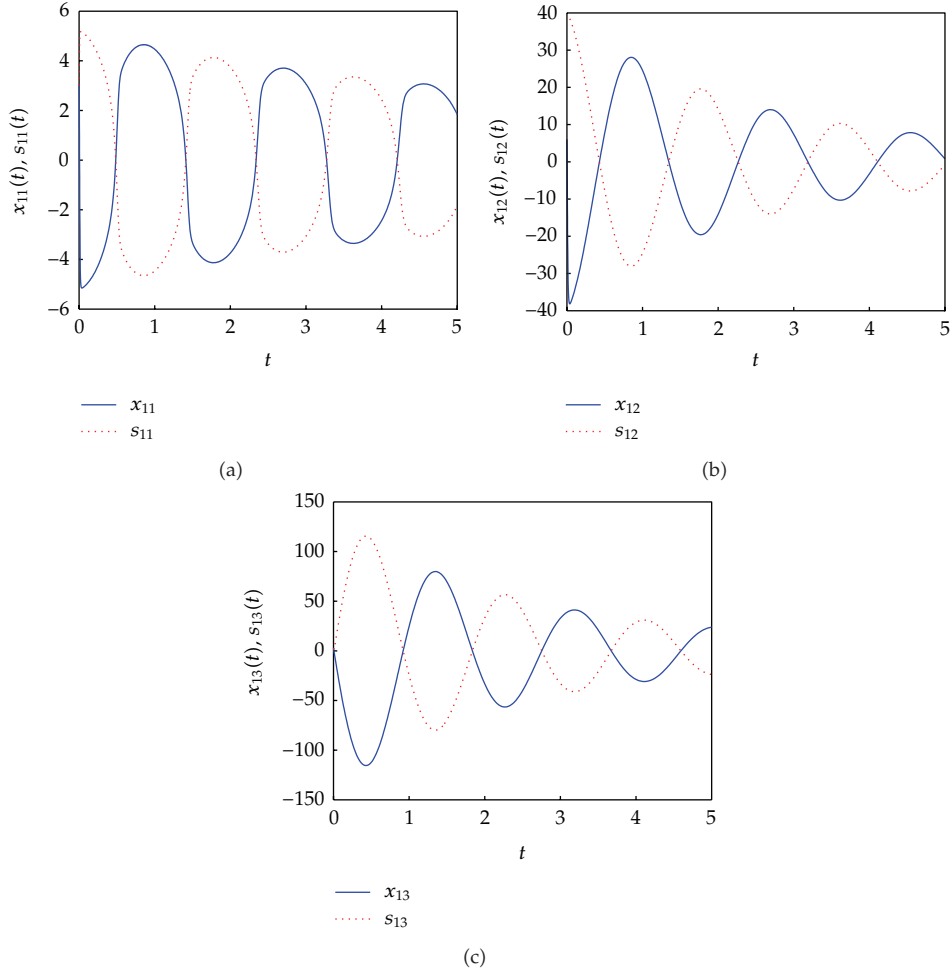 6
4
2
0
−2
−4
−6
x₁₁(t), s₁₁(t)
0 1 2 3 4 5
t
x₁₁
s₁₁
(a)
40
30
20
10
0
−10
−20
−30
−40
x₁₂(t), s₁₂(t)
0 1 2 3 4 5
t
x₁₂
s₁₂
(b)
150
100
50
0
−50
−100
−150
x₁₃(t), s₁₃(t)
0 1 2 3 4 5
t
x₁₃
s₁₃
(c)